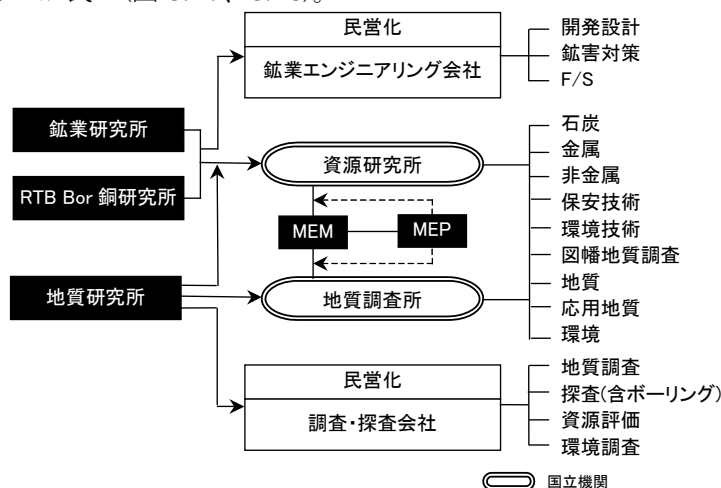 民営化
鉱業エンジニアリング会社
開発設計
鉱害対策
F/S
鉱業研究所
RTB Bor 銅研究所
地質研究所
資源研究所
MEM
MEP
地質調査所
石炭
金属
非金属
保安技術
環境技術
図幅地質調査
地質
応用地質
環境
民営化
調査・探査会社
地質調査
探査(含ボーリング)
資源評価
環境調査
国立機関